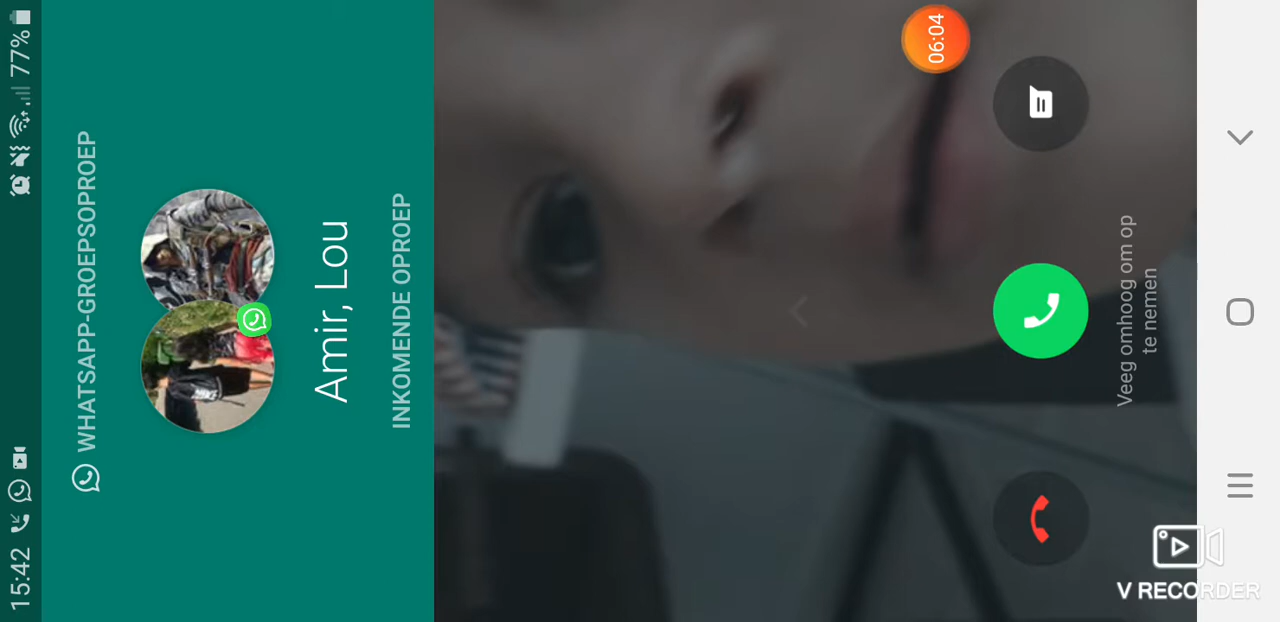 15:42 77%
WHATSAPP-GROEPSOPROEP
Amir, Lou
INKOMENDE OPROEP
06:04
Veeg omhoog om op
te nemen
V RECORDER